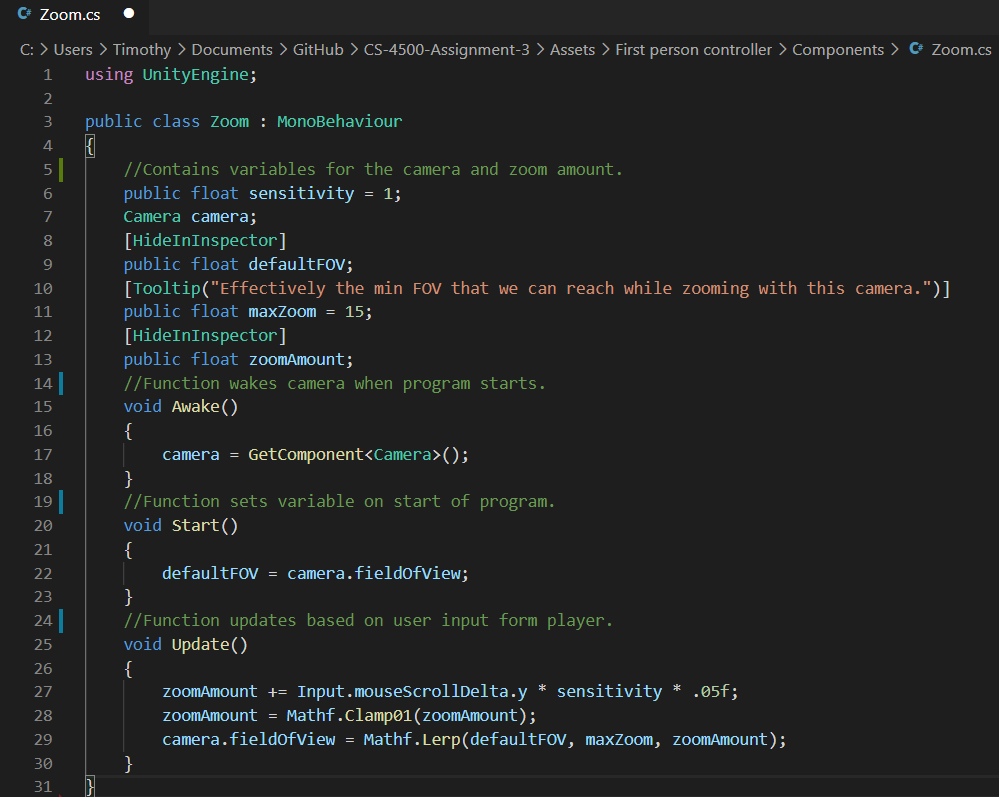 Zoom.cs
C: > Users > Timothy > Documents > GitHub > CS-4500-Assignment-3 > Assets > First person controller > Components > Zoom.cs
1 using UnityEngine;
2
3 public class Zoom : MonoBehaviour
4 {
5     //Contains variables for the camera and zoom amount.
6     public float sensitivity = 1;
7     Camera camera;
8     [HideInInspector]
9     public float defaultFOV;
10     [Tooltip("Effectively the min FOV that we can reach while zooming with this camera.")]
11     public float maxZoom = 15;
12     [HideInInspector]
13     public float zoomAmount;
14     //Function wakes camera when program starts.
15     void Awake()
16     {
17         camera = GetComponent<Camera>();
18     }
19     //Function sets variable on start of program.
20     void Start()
21     {
22         defaultFOV = camera.fieldOfView;
23     }
24     //Function updates based on user input form player.
25     void Update()
26     {
27         zoomAmount += Input.mouseScrollDelta.y * sensitivity * .05f;
28         zoomAmount = Mathf.Clamp01(zoomAmount);
29         camera.fieldOfView = Mathf.Lerp(defaultFOV, maxZoom, zoomAmount);
30     }
31 }